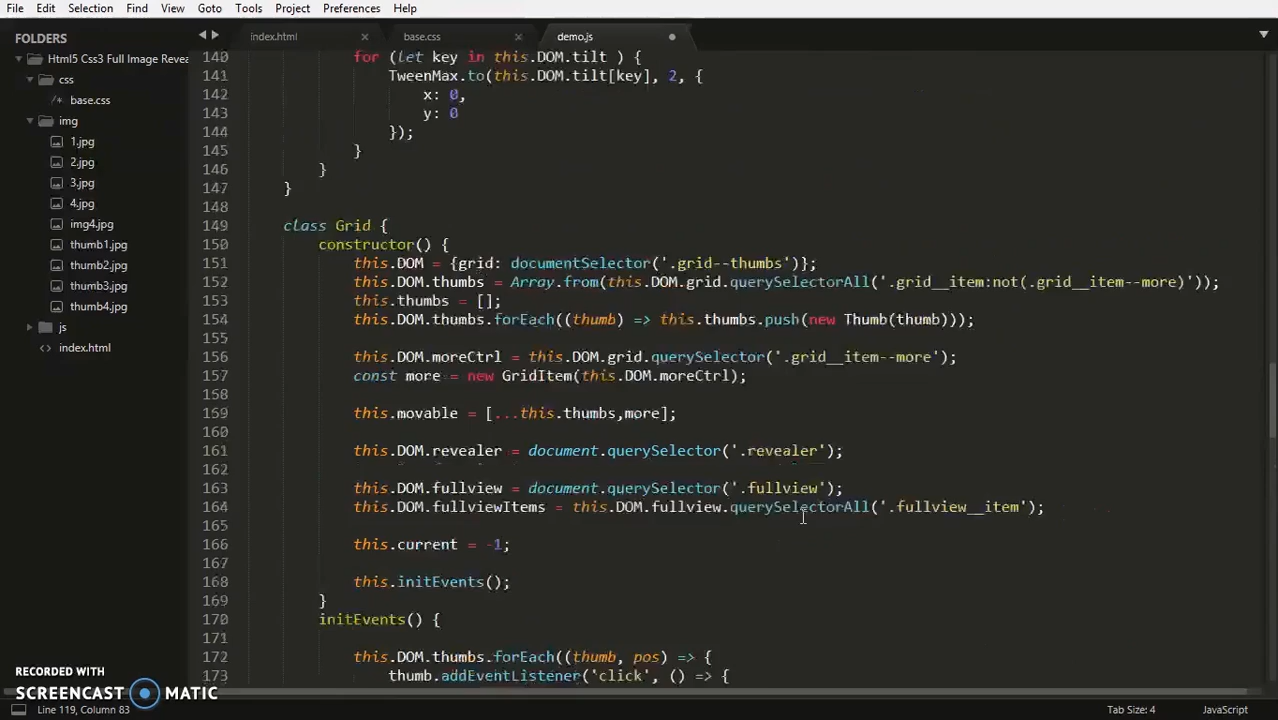 File Edit Selection Find View Goto Tools Project Preferences Help
FOLDERS
Html5 Css3 Full Image Revea
css
base.css
img
1.jpg
2.jpg
3.jpg
4.jpg
img4.jpg
thumb1.jpg
thumb2.jpg
thumb3.jpg
thumb4.jpg
js
index.html
index.html base.css demo.js
140 for (let key in this.DOM.tilt ) {
141 TweenMax.to(this.DOM.tilt[key], 2, {
142 x: 0,
143 y: 0
144 });
145 }
146 }
147 }
148
149 class Grid {
150 constructor() {
151 this.DOM = {grid: documentSelector('.grid--thumbs')};
152 this.DOM.thumbs = Array.from(this.DOM.grid.querySelectorAll('.grid__item:not(.grid__item--more)'));
153 this.thumbs = [];
154 this.DOM.thumbs.forEach((thumb) => this.thumbs.push(new Thumb(thumb)));
155
156 this.DOM.moreCtrl = this.DOM.grid.querySelector('.grid__item--more');
157 const more = new GridItem(this.DOM.moreCtrl);
158
159 this.movable = [...this.thumbs,more];
160
161 this.DOM.revealer = document.querySelector('.revealer');
162
163 this.DOM.fullview = document.querySelector('.fullview');
164 this.DOM.fullviewItems = this.DOM.fullview.querySelectorAll('.fullview__item');
165
166 this.current = -1;
167
168 this.initEvents();
169 }
170 initEvents() {
171
172 this.DOM.thumbs.forEach((thumb, pos) => {
173 thumb.addEventListener('click', () => {
RECORDED WITH
SCREENCAST MATIC
Line 119, Column 83
Tab Size: 4
JavaScript